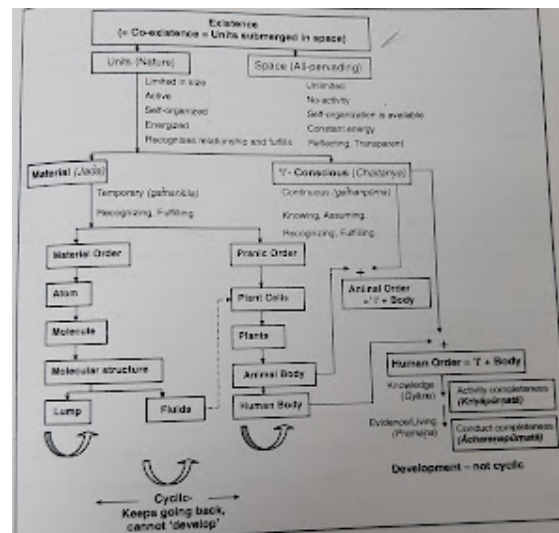 Existence
(= Co-existence = Units submerged in space)
Units (Nature)
Space (All-pervading)
Limited in size
Active
Self-organized
Energized
Recognises relationship and fulfils
Unlimited
No-activity
Self-organization is available
Constant energy
Reflecting, Transparent
Material (Jada)
'I'- Conscious (Chaitanya)
Temporary
Recognizing, Fulfilling
Continuous
Knowing, Assuming,
Recognizing, Fulfilling
Material Order
Pranic Order
Atom
Plant Cells
+
Animal Order
=' I' + Body
Molecule
Plants
Molecular structure
Animal Body
+
Human Order = 'I' + Body
Lump
Fluids
Human Body
Knowledge
(Gyāna)
Activity completeness
(Kriyāpurnatā)
Evidence/Living
(Pramāna)
Conduct completeness
(Ācharanapūrnatā)
Development – not cyclic
Cyclic-
Keeps going back,
cannot 'develop'